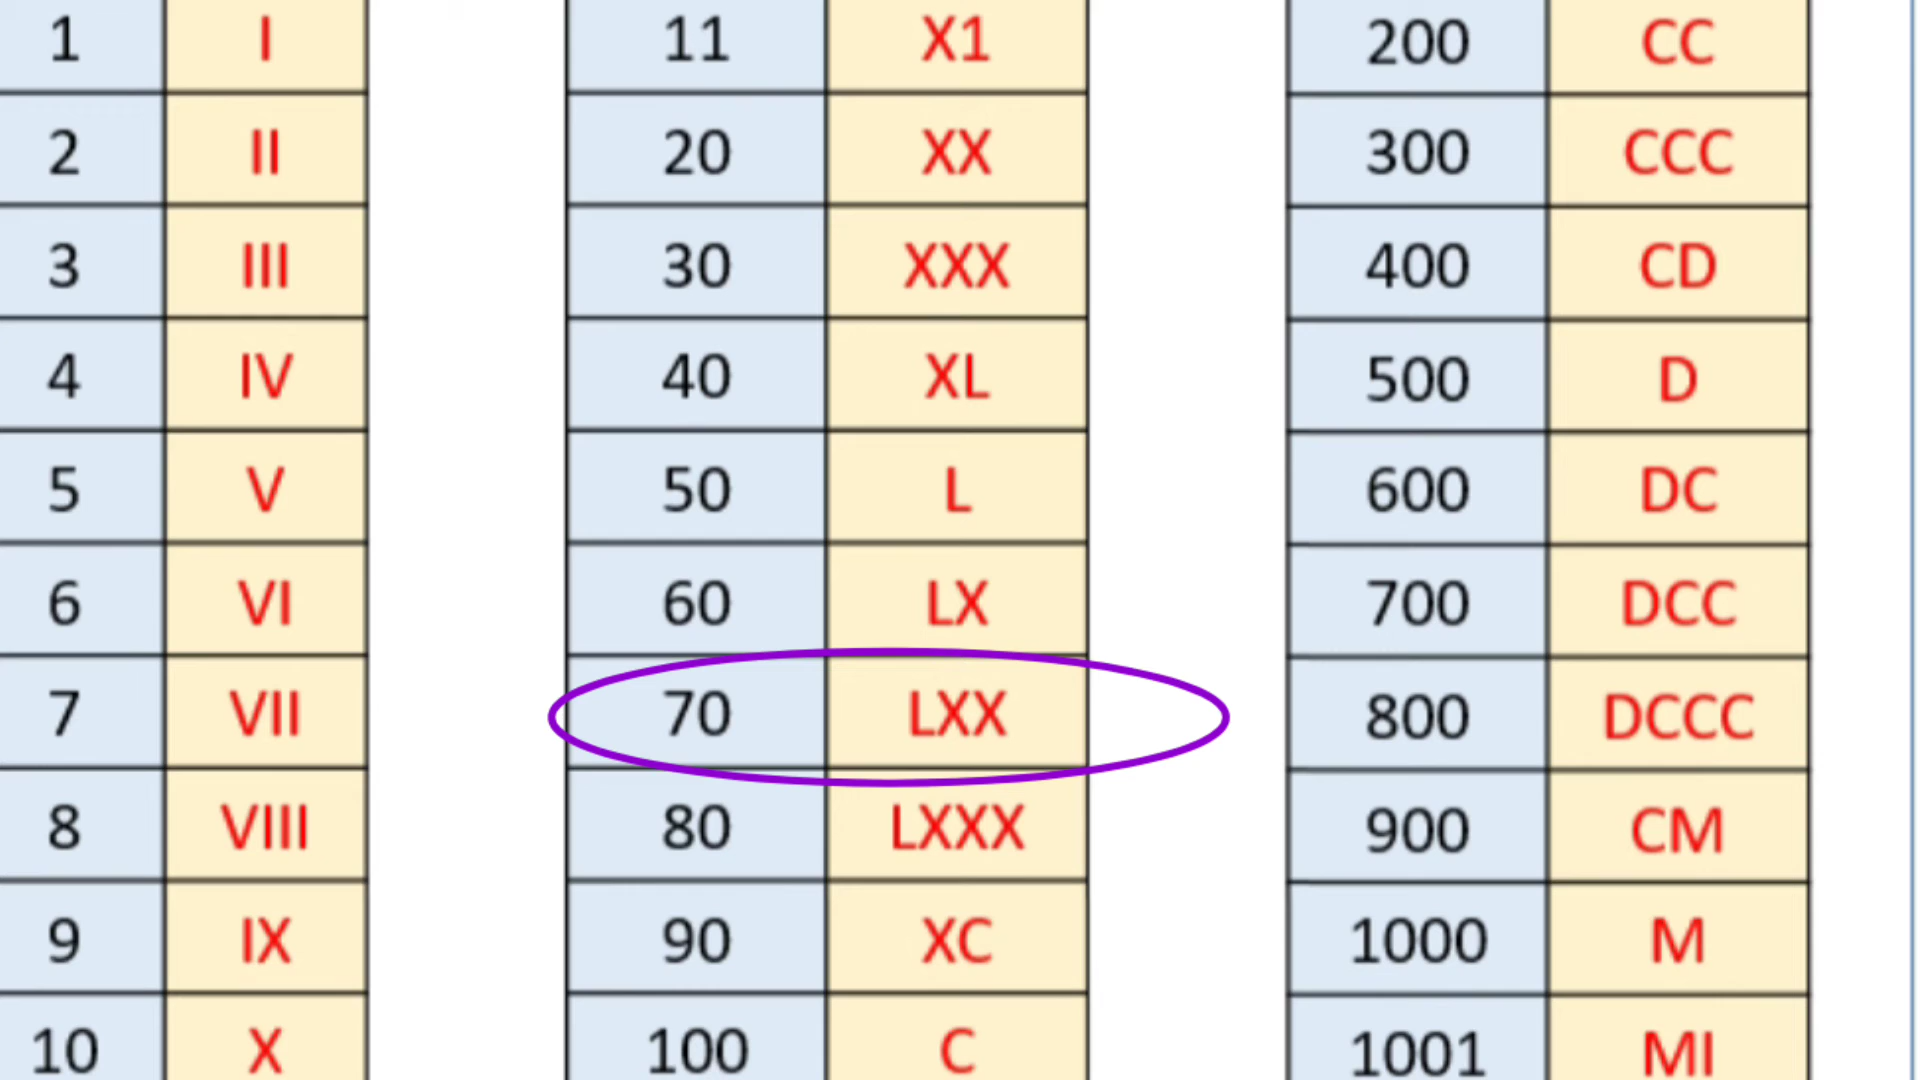 1 I 11 X1 200 CC
2 II 20 XX 300 CCC
3 III 30 XXX 400 CD
4 IV 40 XL 500 D
5 V 50 L 600 DC
6 VI 60 LX 700 DCC
7 VII 70 LXX 800 DCCC
8 VIII 80 LXXX 900 CM
9 IX 90 XC 1000 M
10 X 100 C 1001 MI